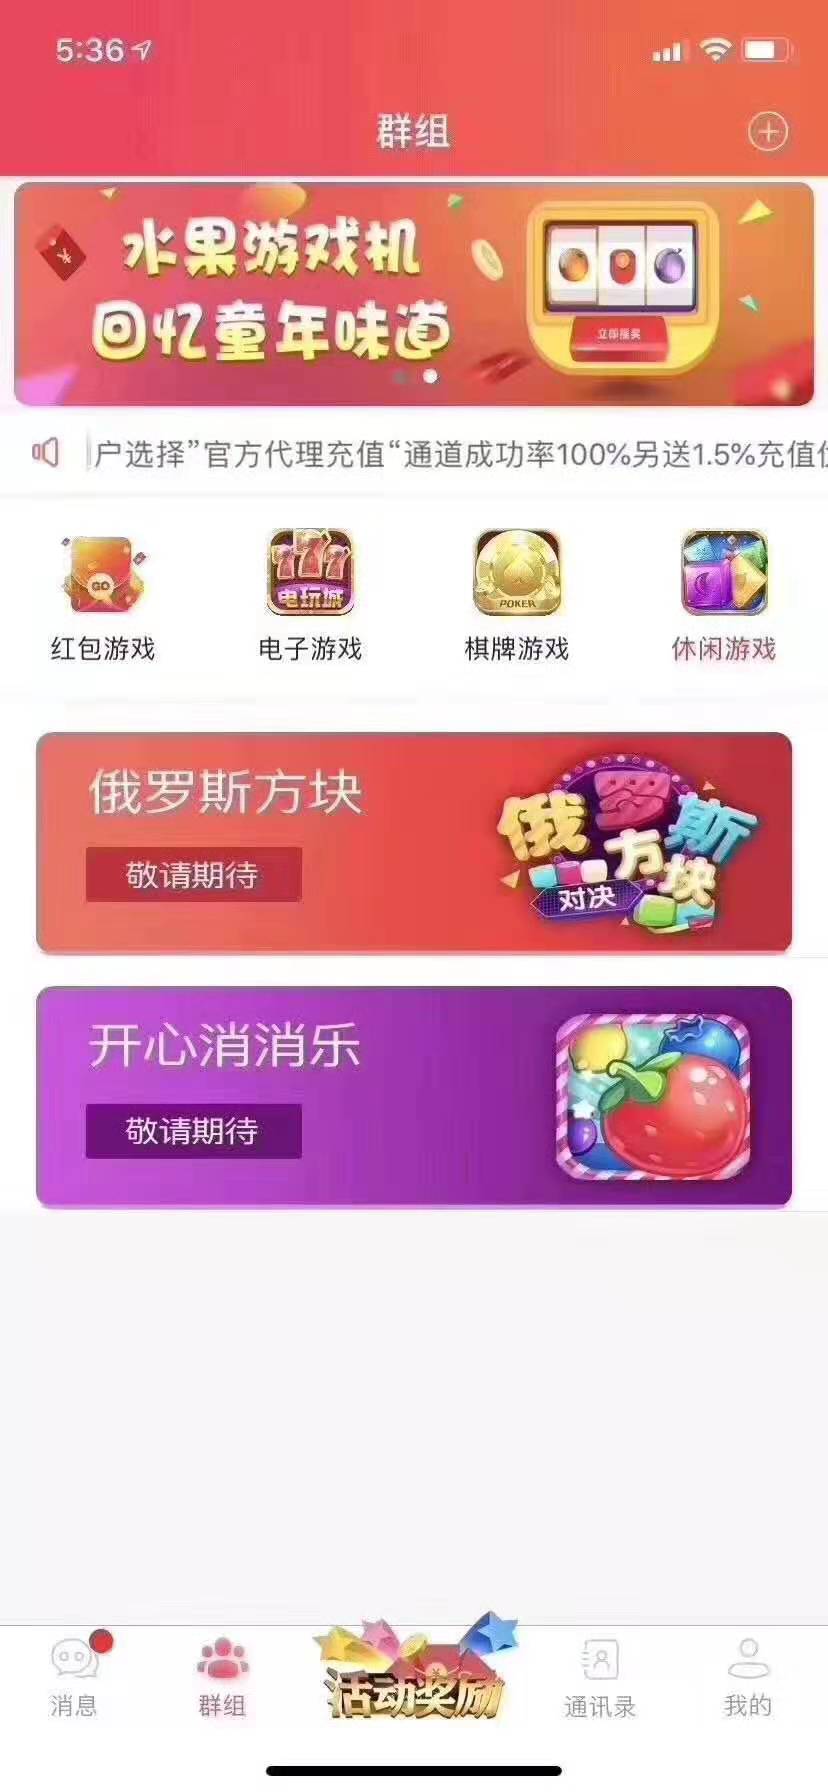 5:36
群组
水果游戏机
回忆童年味道
立即摇奖
户选择”官方代理充值“通道成功率100%另送1.5%充值
GO
777
电玩城
POKER
红包游戏
电子游戏
棋牌游戏
休闲游戏
俄罗斯方块
敬请期待
俄罗斯
方块
对决
开心消消乐
敬请期待
活动奖励
消息
群组
通讯录
我的